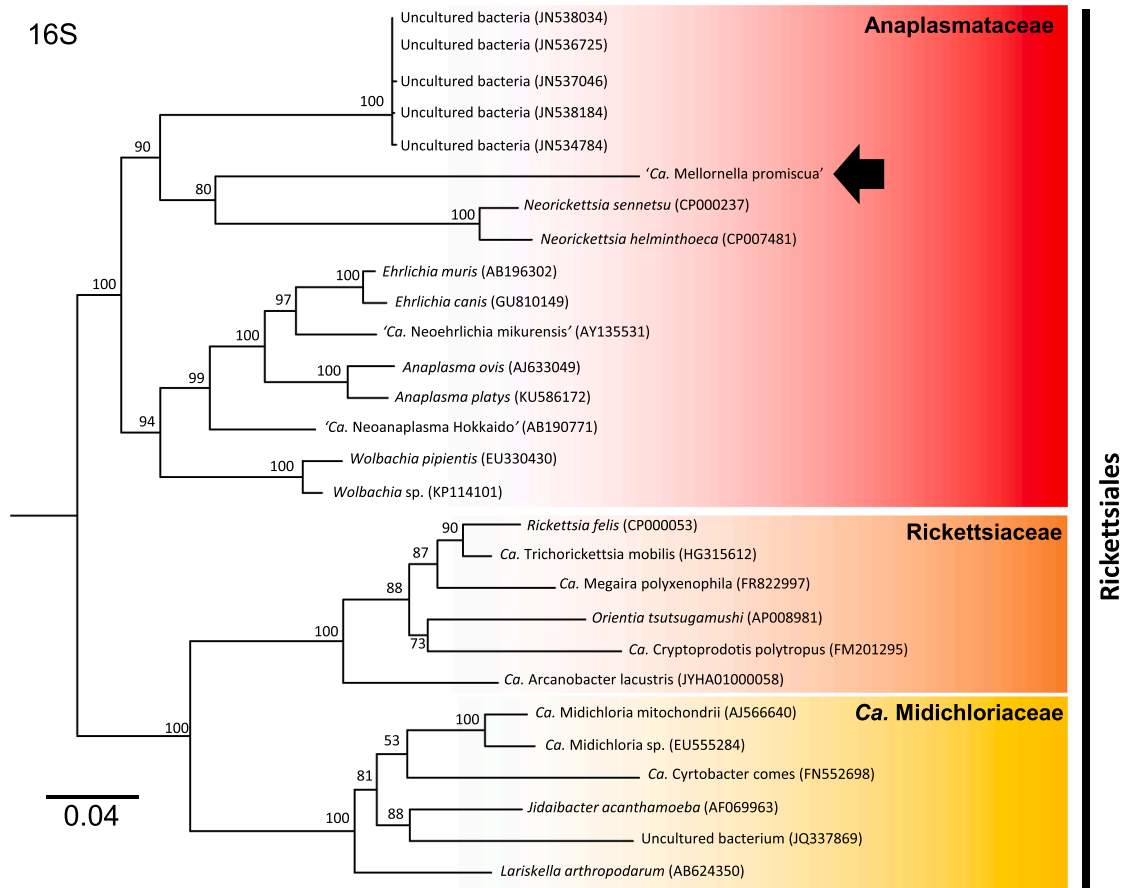 16S
Anaplasmataceae
Uncultured bacteria (JN538034)
Uncultured bacteria (JN536725)
Uncultured bacteria (JN537046)
100
Uncultured bacteria (JN538184)
Uncultured bacteria (JN534784)
90
‘Ca. Mellornella promiscua’
80
Neorickettsia sennetsu (CP000237)
100
Neorickettsia helminthoeca (CP007481)
100
Ehrlichia muris (AB196302)
100
Ehrlichia canis (GU810149)
97
‘Ca. Neoehrlichia mikurensis’ (AY135531)
100
Anaplasma ovis (AJ633049)
100
Anaplasma platys (KU586172)
99
‘Ca. Neoanaplasma Hokkaido’ (AB190771)
94
Wolbachia pipientis (EU330430)
100
Wolbachia sp. (KP114101)
Rickettsiaceae
Rickettsia felis (CP000053)
90
Ca. Trichorickettsia mobilis (HG315612)
87
Ca. Megaira polyxenophila (FR822997)
88
Orientia tsutsugamushi (AP008981)
73
Ca. Cryptoprodotis polytropus (FM201295)
100
Ca. Arcanobacter lacustris (JYHA01000058)
100
Ca. Midichloriaceae
Ca. Midichloria mitochondrii (AJ566640)
100
Ca. Midichloria sp. (EU555284)
53
Ca. Cyrtobacter comes (FN552698)
81
Jidaibacter acanthamoeba (AF069963)
88
Uncultured bacterium (JQ337869)
100
Lariskella arthropodarum (AB624350)
0.04
Rickettsiales